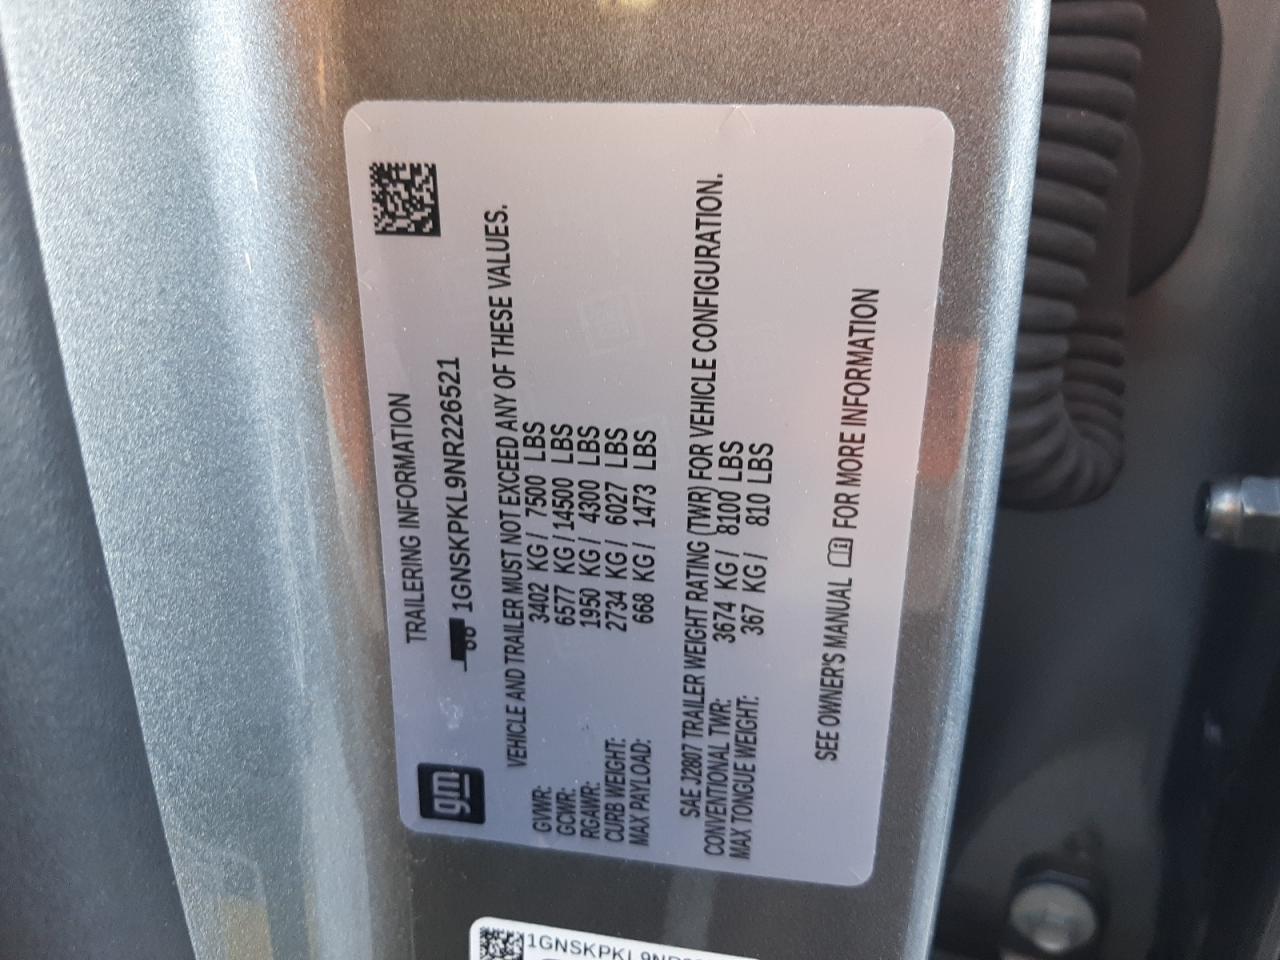 gm
TRAILERING INFORMATION
1GNSKPKL9NR226521
VEHICLE AND TRAILER MUST NOT EXCEED ANY OF THESE VALUES.
GVWR: 3402 KG / 7500 LBS
GCWR: 6577 KG / 14500 LBS
RGAWR: 1950 KG / 4300 LBS
CURB WEIGHT: 2734 KG / 6027 LBS
MAX PAYLOAD: 668 KG / 1473 LBS
SAE J2807 TRAILER WEIGHT RATING (TWR) FOR VEHICLE CONFIGURATION.
CONVENTIONAL TWR: 3674 KG / 8100 LBS
MAX TONGUE WEIGHT: 367 KG / 810 LBS
SEE OWNER'S MANUAL FOR MORE INFORMATION
1GNSKPKL9NR